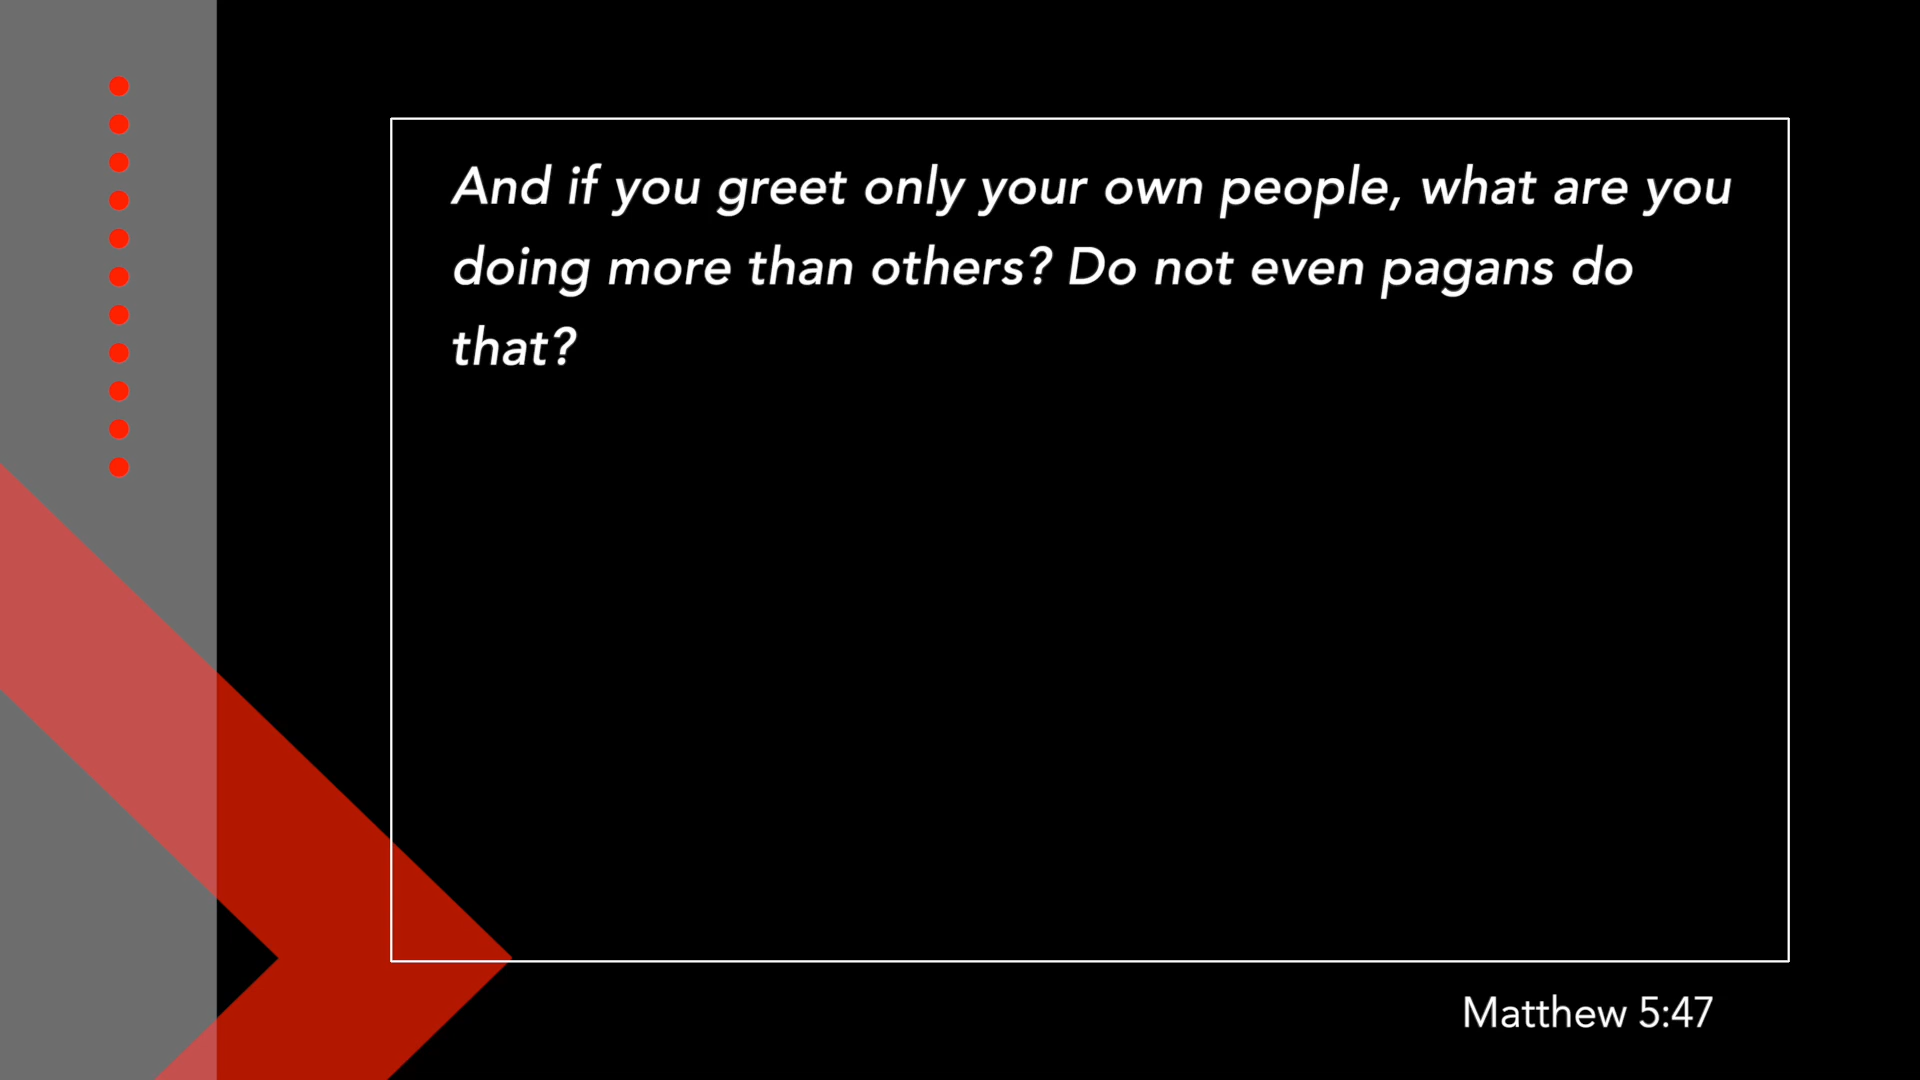 And if you greet only your own people, what are you
doing more than others? Do not even pagans do
that?
Matthew 5:47